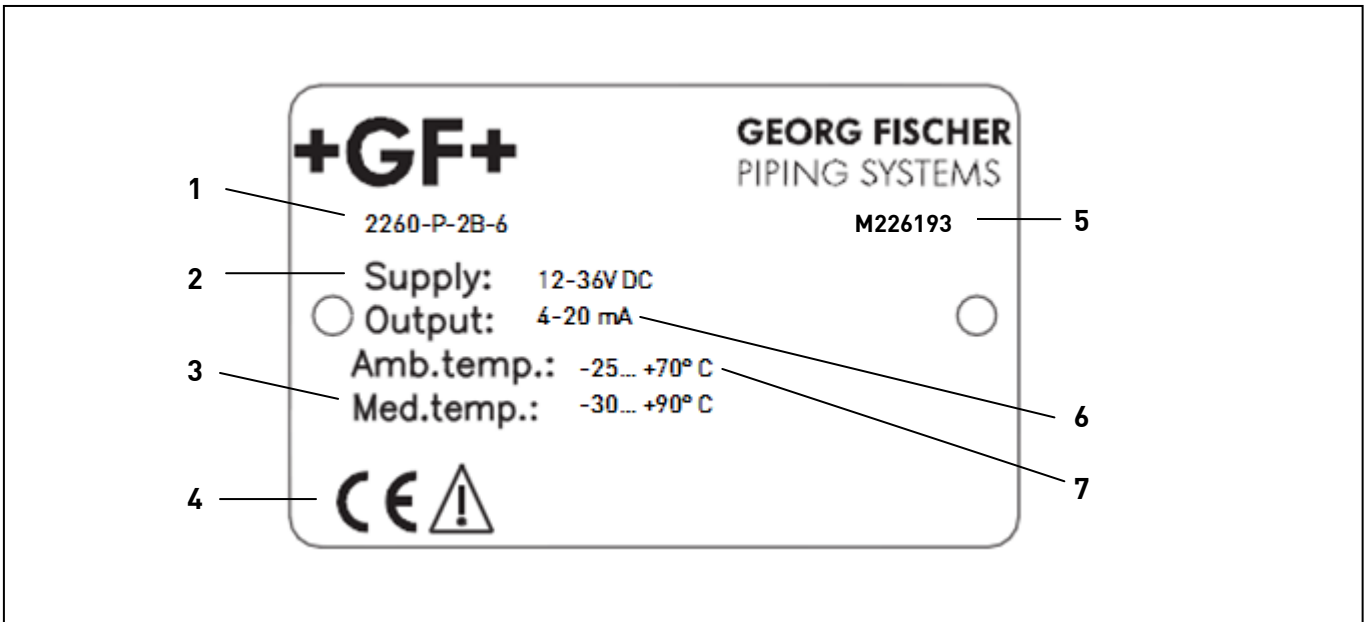 +GF+ GEORG FISCHER
PIPING SYSTEMS
1 2260-P-2B-6 M226193 5
2 Supply: 12-36V DC
Output: 4-20 mA
3 Amb.temp.: -25... +70° C
Med.temp.: -30... +90° C
6
4 CE
7